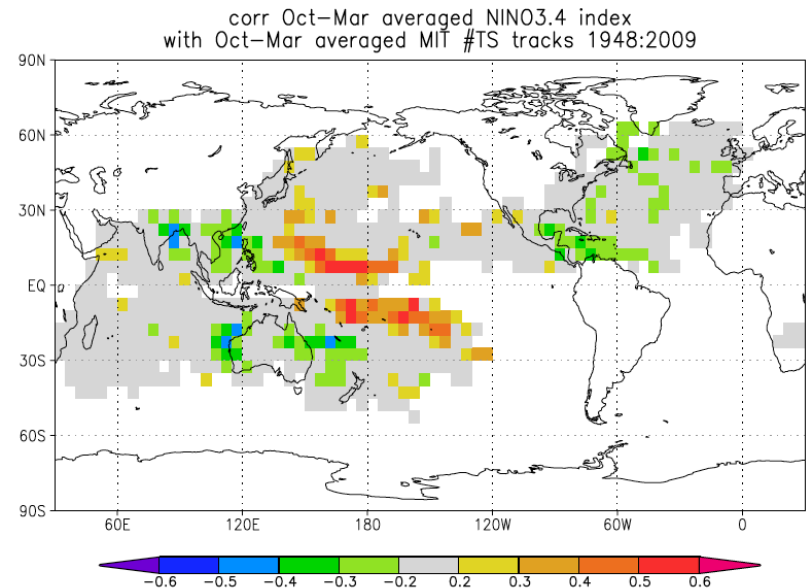 corr Oct-Mar averaged NINO3.4 index
with Oct-Mar averaged MIT #TS tracks 1948:2009
90N
60N
30N
EQ
30S
60S
90S
60E 120E 180 120W 60W 0
-0.6 -0.5 -0.4 -0.3 -0.2 0.2 0.3 0.4 0.5 0.6